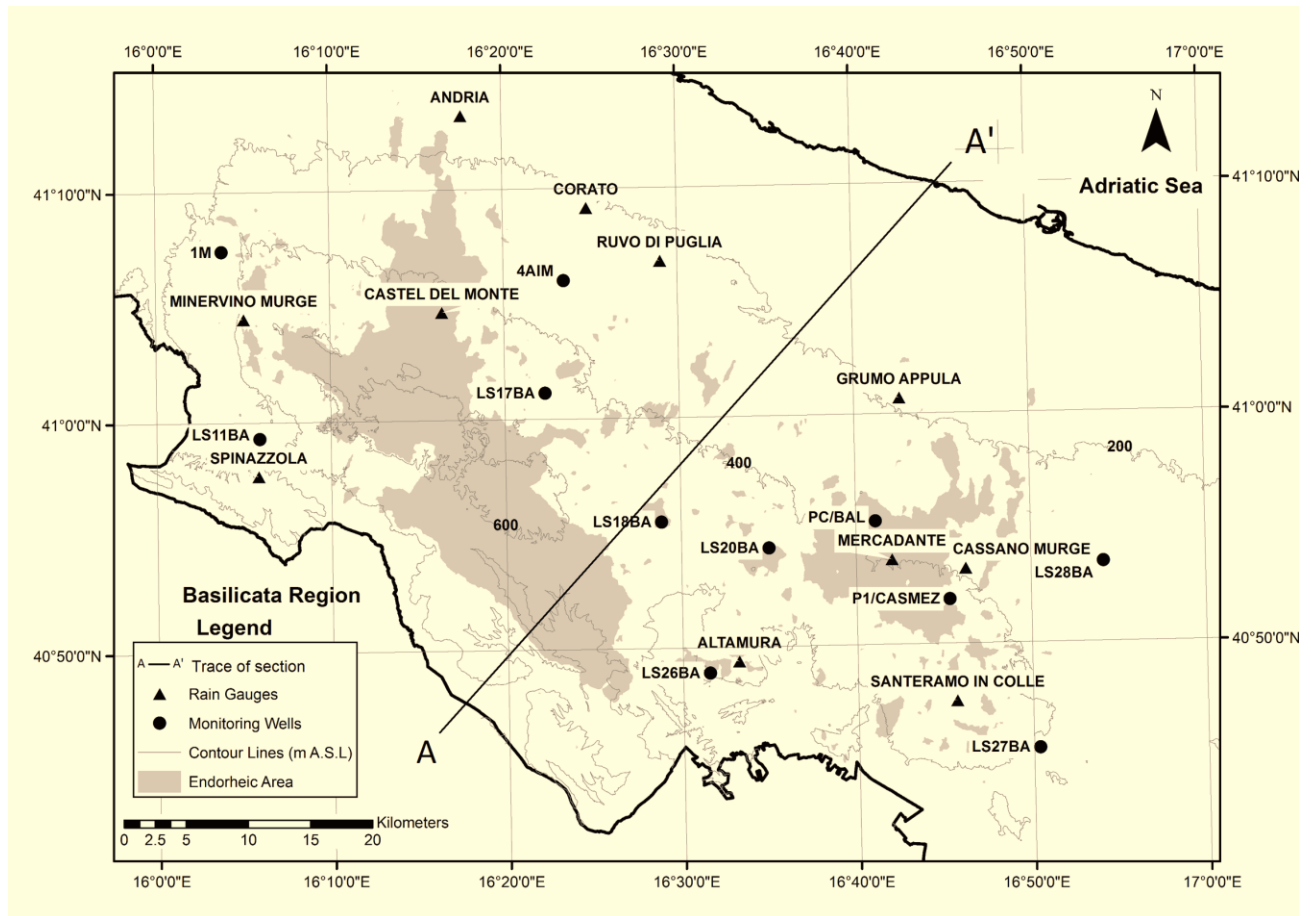 16°0'0"E 16°10'0"E 16°20'0"E 16°30'0"E 16°40'0"E 16°50'0"E 17°0'0"E
ANDRIA
N
A'
41°10'0"N
CORATO
Adriatic Sea
41°10'0"N
RUVO DI PUGLIA
1M
4AIM
MINERVINO MURGE
CASTEL DEL MONTE
LS17BA
GRUMO APPULA
41°0'0"N
41°0'0"N
LS11BA
SPINAZZOLA
400
200
600
LS18BA
PC/BAL
LS20BA
MERCADANTE
CASSANO MURGE
LS28BA
P1/CASMEZ
Basilicata Region
40°50'0"N
40°50'0"N
ALTAMURA
LS26BA
SANTERAMO IN COLLE
LS27BA
A
Legend
A A' Trace of section
Rain Gauges
Monitoring Wells
Contour Lines (m A.S.L)
Endorheic Area
Kilometers
0 2.5 5 10 15 20
16°0'0"E 16°10'0"E 16°20'0"E 16°30'0"E 16°40'0"E 16°50'0"E 17°0'0"E